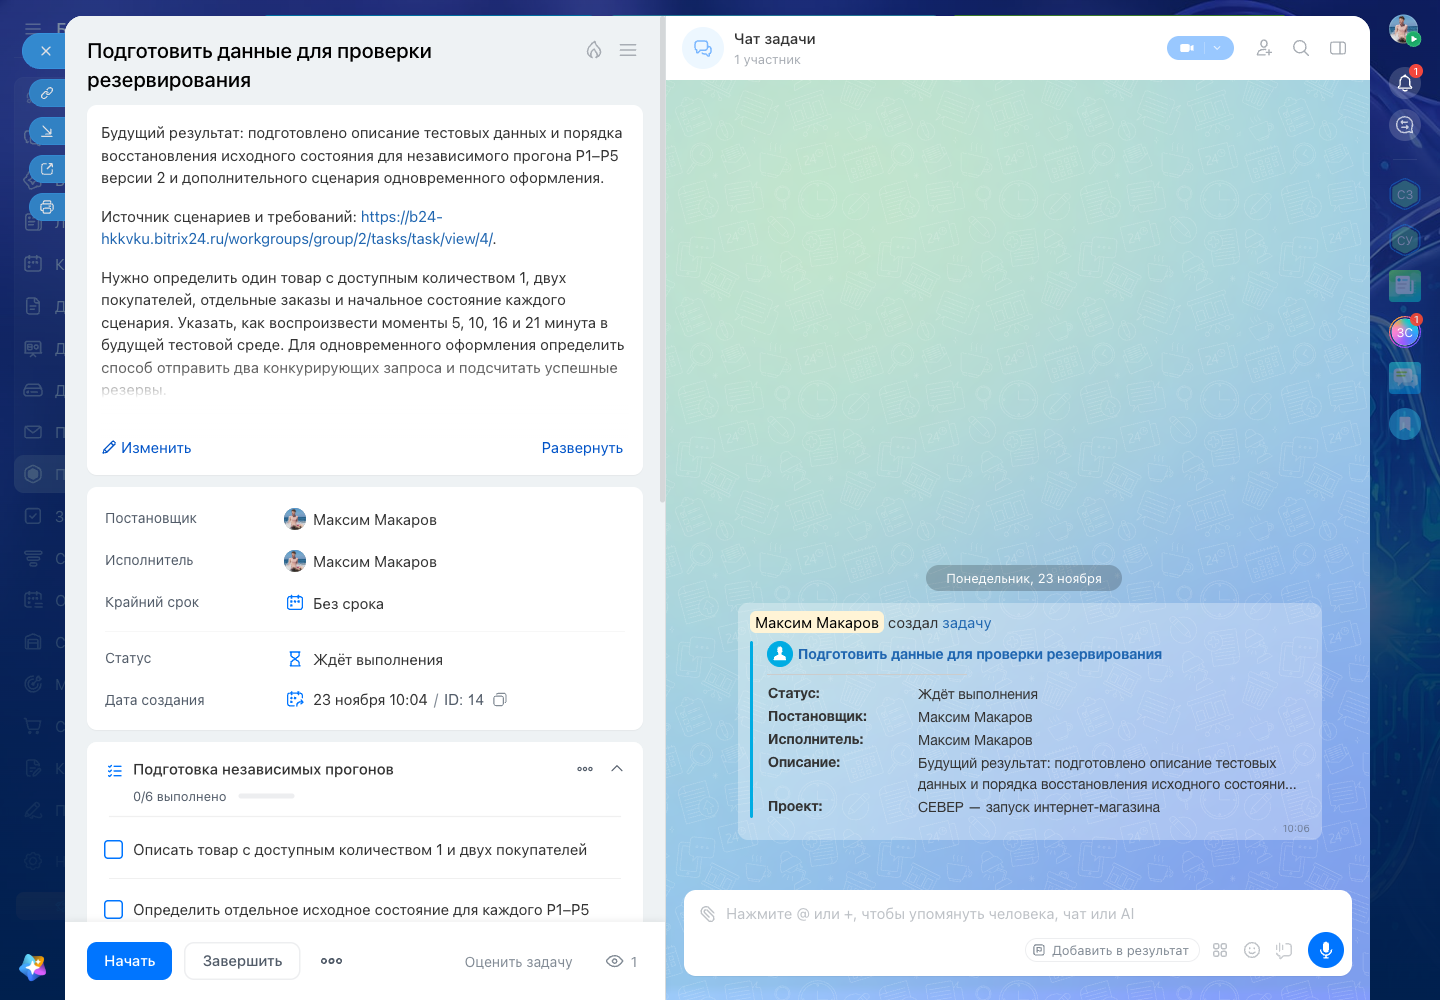 Подготовить данные для проверки
резервирования
Будущий результат: подготовлено описание тестовых данных и порядка
восстановления исходного состояния для независимого прогона P1–P5
версии 2 и дополнительного сценария одновременного оформления.
Источник сценариев и требований: https://b24-
hkkvku.bitrix24.ru/workgroups/group/2/tasks/task/view/4/.
Нужно определить один товар с доступным количеством 1, двух
покупателей, отдельные заказы и начальное состояние каждого
сценария. Указать, как воспроизвести моменты 5, 10, 16 и 21 минута в
будущей тестовой среде. Для одновременного оформления определить
способ отправить два конкурирующих запроса и подсчитать успешные
резервы.
Изменить
Развернуть
Постановщик
Максим Макаров
Исполнитель
Максим Макаров
Крайний срок
Без срока
Статус
Ждёт выполнения
Дата создания
23 ноября 10:04 / ID: 14
Подготовка независимых прогонов
0/6 выполнено
Описать товар с доступным количеством 1 и двух покупателей
Определить отдельное исходное состояние для каждого P1–P5
Начать
Завершить
Оценить задачу
1
Чат задачи
1 участник
Понедельник, 23 ноября
Максим Макаров создал задачу
Подготовить данные для проверки резервирования
Статус: Ждёт выполнения
Постановщик: Максим Макаров
Исполнитель: Максим Макаров
Описание: Будущий результат: подготовлено описание тестовых
данных и порядка восстановления исходного состояни...
Проект: СЕВЕР — запуск интернет-магазина
10:06
Нажмите @ или +, чтобы упомянуть человека, чат или AI
Добавить в результат
1
СЗ
СУ
1
ЗС